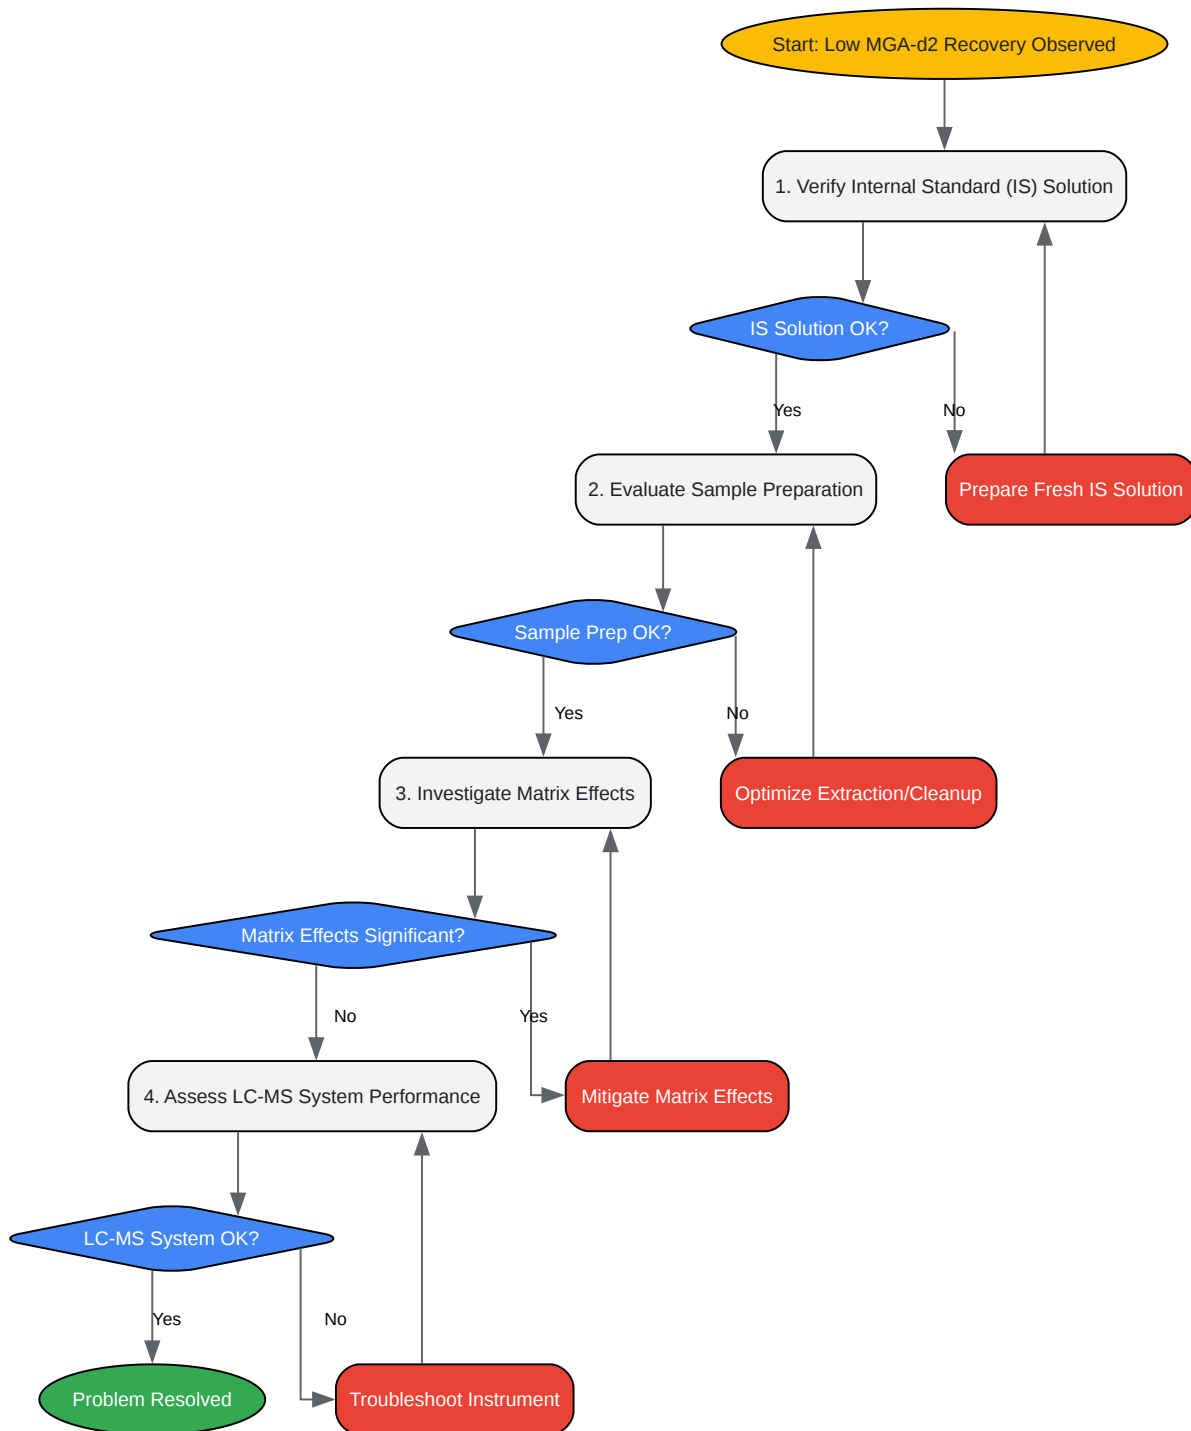 Start: Low MGA-d2 Recovery Observed
1. Verify Internal Standard (IS) Solution
IS Solution OK?
Yes
No
2. Evaluate Sample Preparation
Prepare Fresh IS Solution
Sample Prep OK?
Yes
No
3. Investigate Matrix Effects
Optimize Extraction/Cleanup
Matrix Effects Significant?
No
Yes
4. Assess LC-MS System Performance
Mitigate Matrix Effects
LC-MS System OK?
Yes
No
Problem Resolved
Troubleshoot Instrument